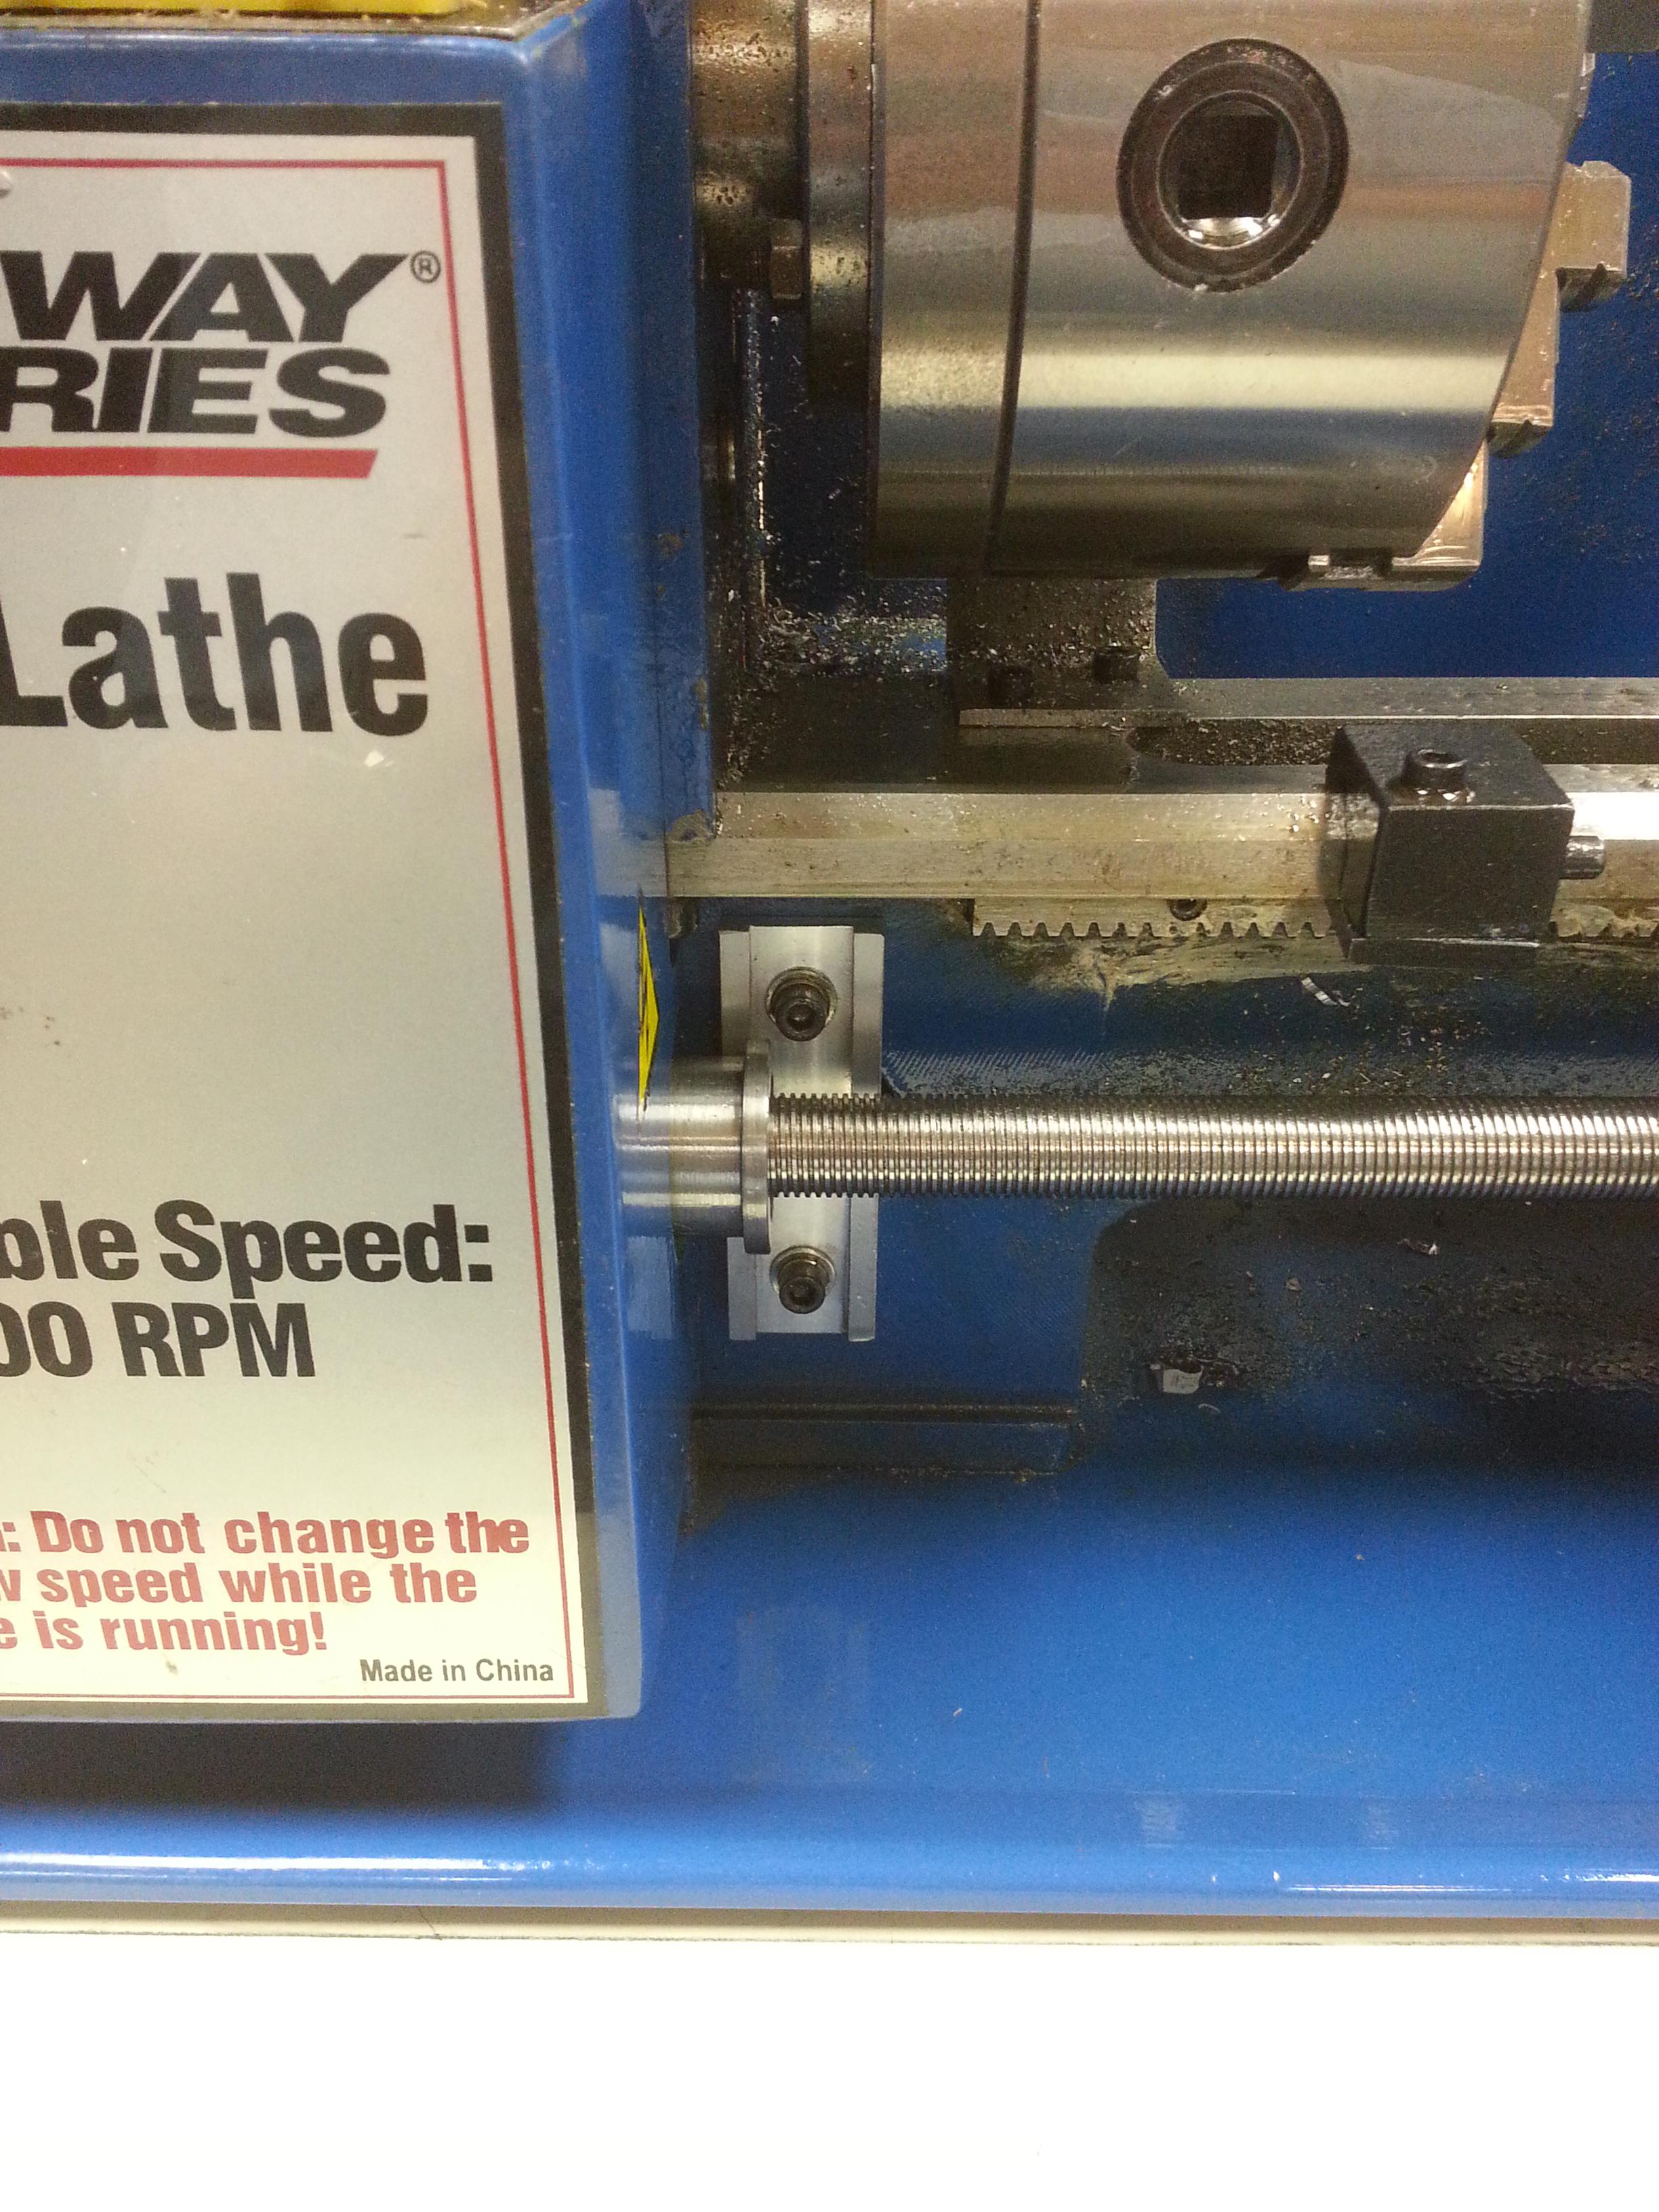 WAY®
RIES
Lathe
ble Speed:
00 RPM
: Do not change the
speed while the
e is running!
Made in China